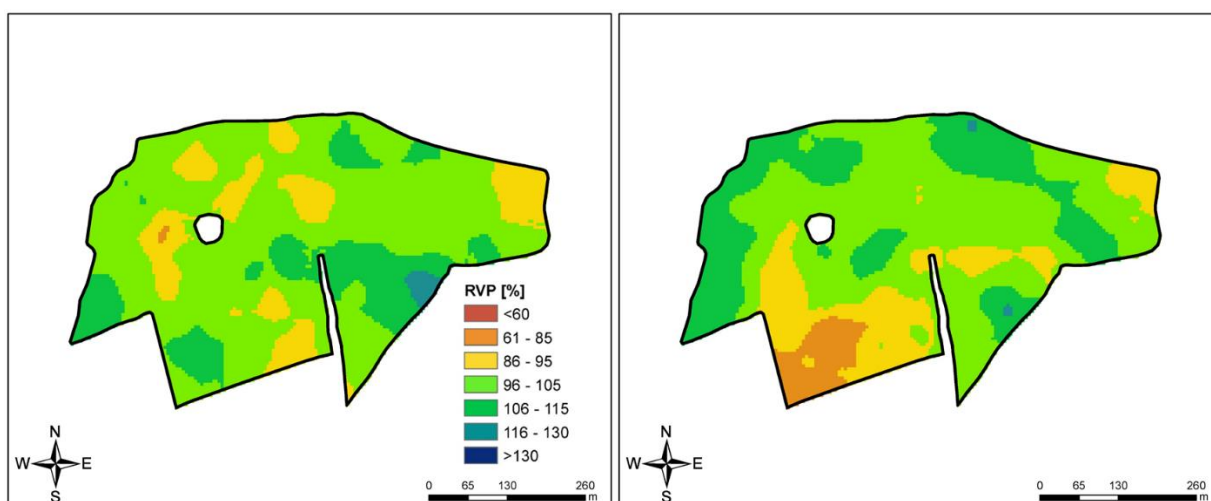 RVP [%]
<60
61 - 85
86 - 95
96 - 105
106 - 115
116 - 130
>130
N
W E
S
0 65 130 260
m
N
W E
S
0 65 130 260
m